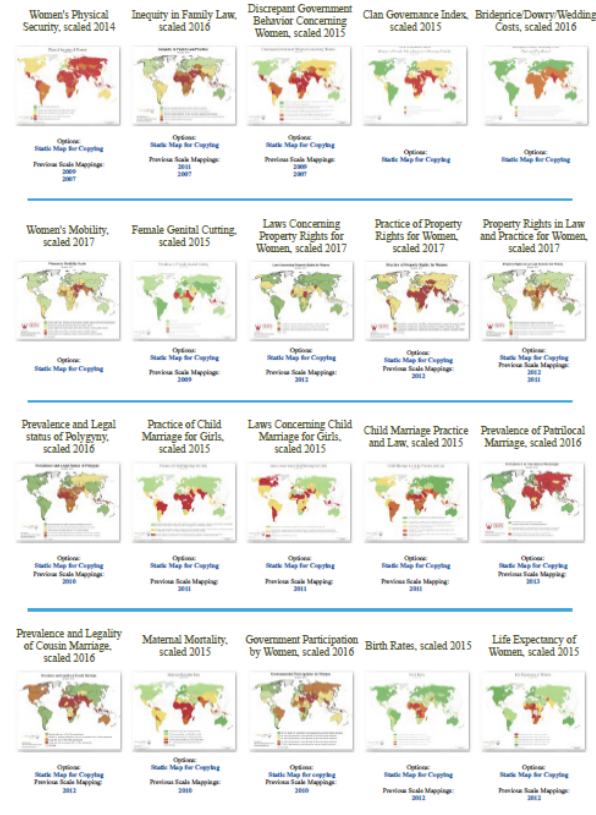 Women's Physical
Security, scaled 2014
Inequity in Family Law,
scaled 2016
Discrepant Government
Behavior Concerning
Women, scaled 2015
Clan Governance Index,
scaled 2015
Brideprice/Dowry/Wedding
Costs, scaled 2016
Options:
Static Map for Copying
Previous Scale Mappings:
2009
2007
Options:
Static Map for Copying
Previous Scale Mappings:
2011
2007
Options:
Static Map for Copying
Previous Scale Mappings:
2009
2007
Options:
Static Map for Copying
Options:
Static Map for Copying
Women's Mobility,
scaled 2017
Female Genital Cutting,
scaled 2015
Laws Concerning
Property Rights for
Women, scaled 2017
Practice of Property
Rights for Women,
scaled 2017
Property Rights in Law
and Practice for Women,
scaled 2017
Options:
Static Map for Copying
Options:
Static Map for Copying
Previous Scale Mappings:
2009
Options:
Static Map for Copying
Previous Scale Mappings:
2012
Options:
Static Map for Copying
Previous Scale Mappings:
2012
Options:
Static Map for Copying
Previous Scale Mappings:
2012
2011
Prevalence and Legal
status of Polygyny,
scaled 2016
Practice of Child
Marriage for Girls,
scaled 2015
Laws Concerning Child
Marriage for Girls,
scaled 2015
Child Marriage Practice
and Law, scaled 2015
Prevalence of Patrilocal
Marriage, scaled 2016
Options:
Static Map for Copying
Previous Scale Mappings:
2010
Options:
Static Map for Copying
Previous Scale Mappings:
2011
Options:
Static Map for Copying
Previous Scale Mappings:
2011
Options:
Static Map for Copying
Previous Scale Mappings:
2011
Options:
Static Map for Copying
Previous Scale Mappings:
2013
Prevalence and Legality
of Cousin Marriage,
scaled 2016
Maternal Mortality,
scaled 2015
Government Participation
by Women, scaled 2016
Birth Rates, scaled 2015
Life Expectancy of
Women, scaled 2015
Options:
Static Map for Copying
Previous Scale Mappings:
2012
Options:
Static Map for Copying
Previous Scale Mappings:
2010
Options:
Static Map for Copying
Previous Scale Mappings:
2010
Options:
Static Map for Copying
Previous Scale Mappings:
2012
Options:
Static Map for Copying
Previous Scale Mappings:
2012